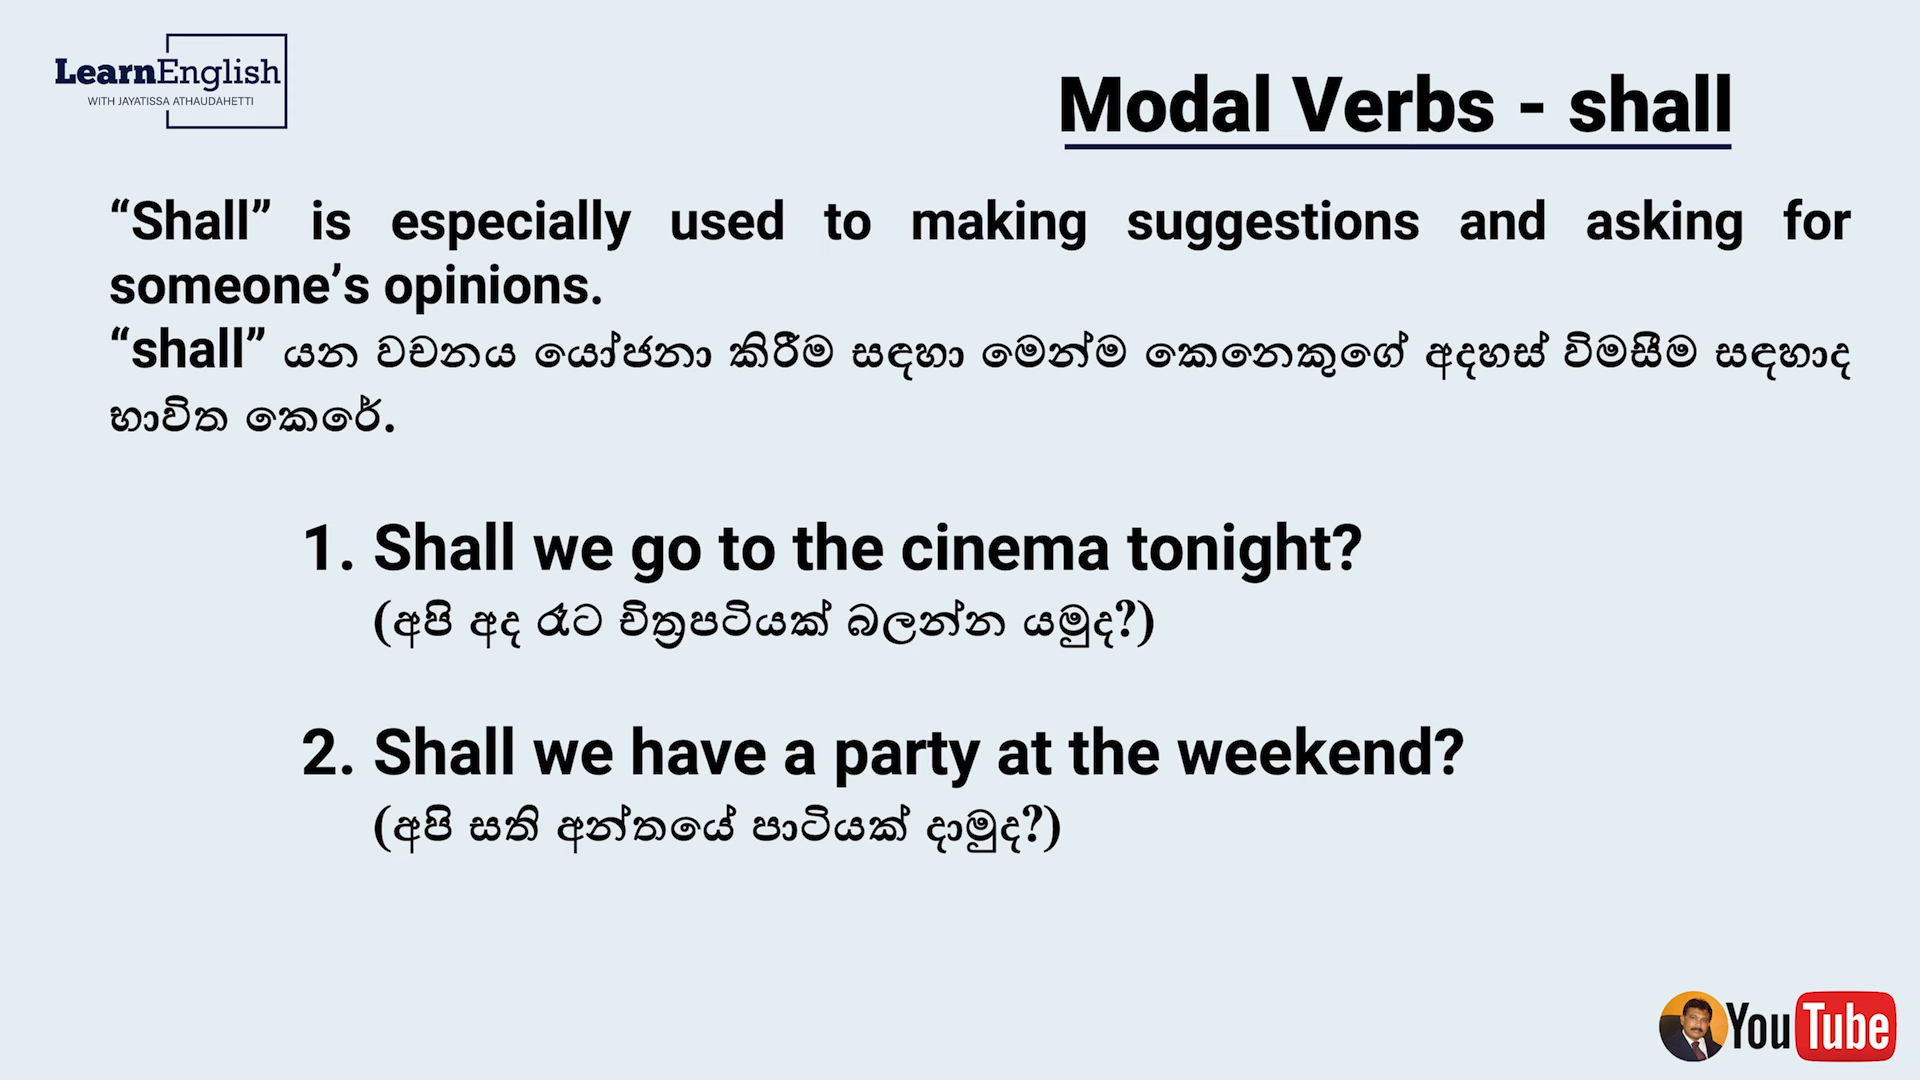 LearnEnglish
WITH JAYATISSA ATHAUDAHETTI
Modal Verbs - shall
“Shall” is especially used to making suggestions and asking for
someone’s opinions.
“shall” යන වචනය යෝජනා කිරීම සඳහා මෙන්ම කෙනෙකුගේ අදහස් විමසීම සඳහාද
භාවිත කෙරේ.
1. Shall we go to the cinema tonight?
(අපි අද රෑට චිත්‍රපටියක් බලන්න යමුද?)
2. Shall we have a party at the weekend?
(අපි සති අන්තයේ පාටියක් දාමුද?)
YouTube